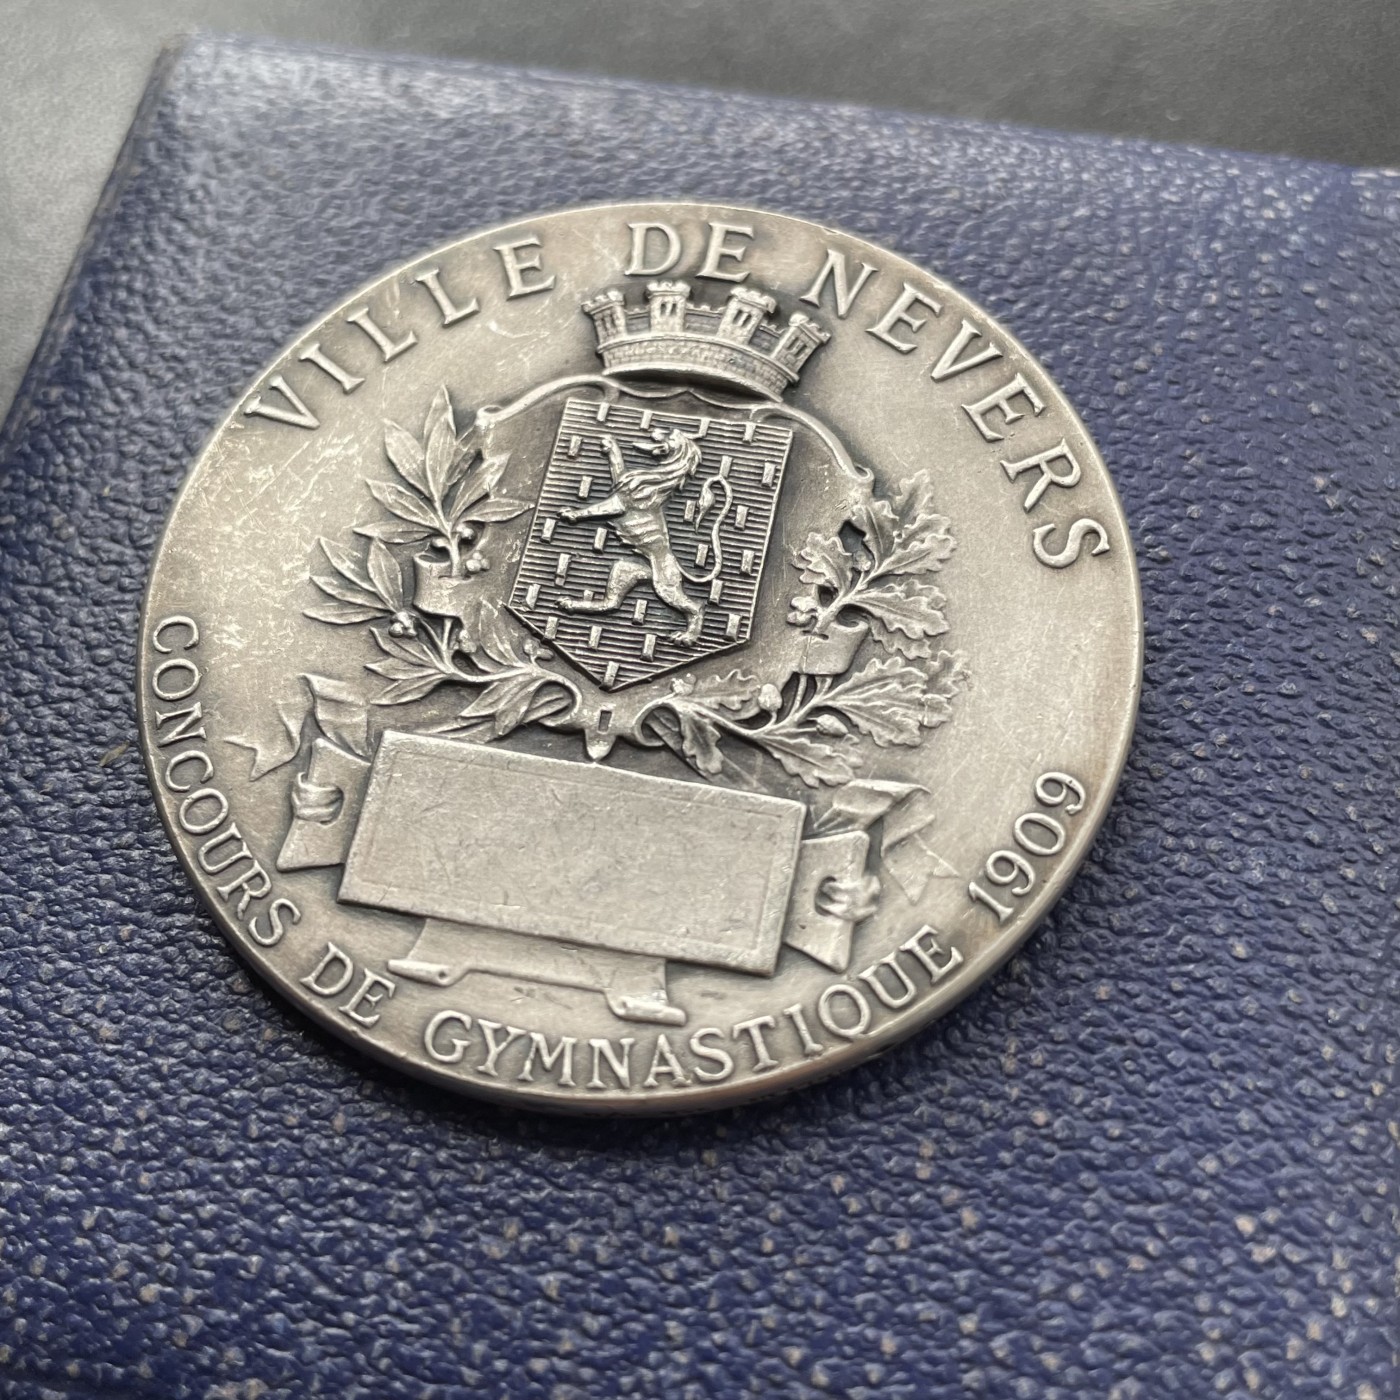 VILLE DE NEVERS
CONCOURS DE GYMNASTIQUE 1909